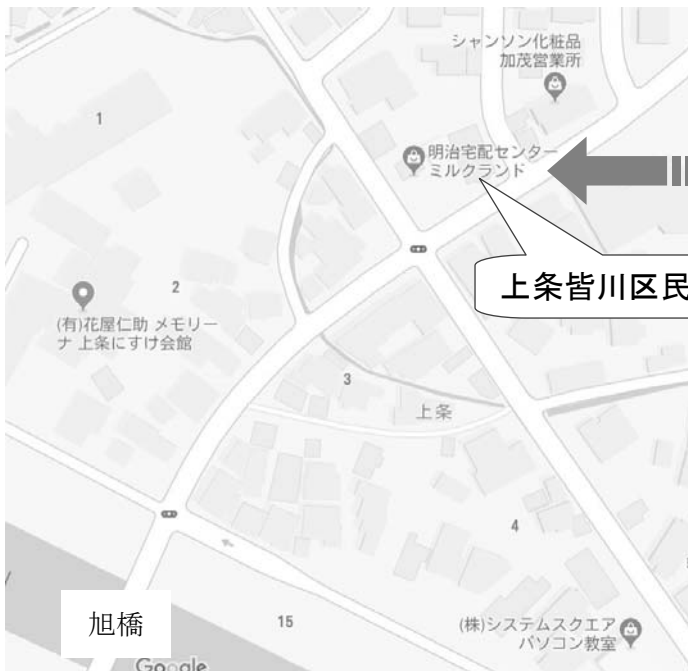 シャンソン化粧品
加茂営業所
1
明治宅配センター
ミルクランド
2
上条皆川区民
(有)花屋仁助 メモリー
ナ 上条にすけ会館
3
上条
4
旭橋
15
(株)システムスクエア
パソコン教室
Google